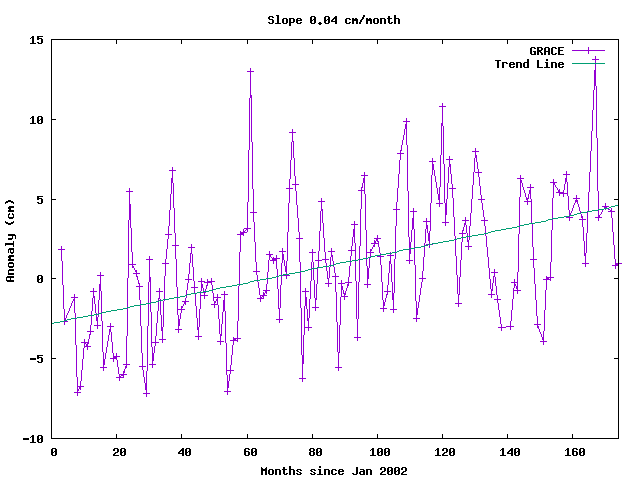 Slope 0.04 cm/month
GRACE
Trend Line
15
10
5
0
-5
-10
Anomaly (cm)
0 20 40 60 80 100 120 140 160
Months since Jan 2002